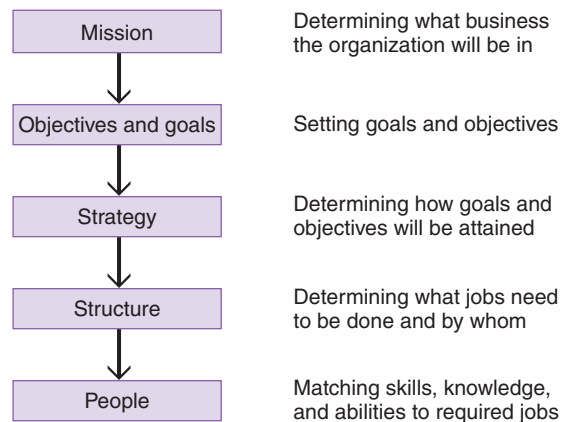 Mission
Determining what business
the organization will be in
Objectives and goals
Setting goals and objectives
Strategy
Determining how goals and
objectives will be attained
Structure
Determining what jobs need
to be done and by whom
People
Matching skills, knowledge,
and abilities to required jobs